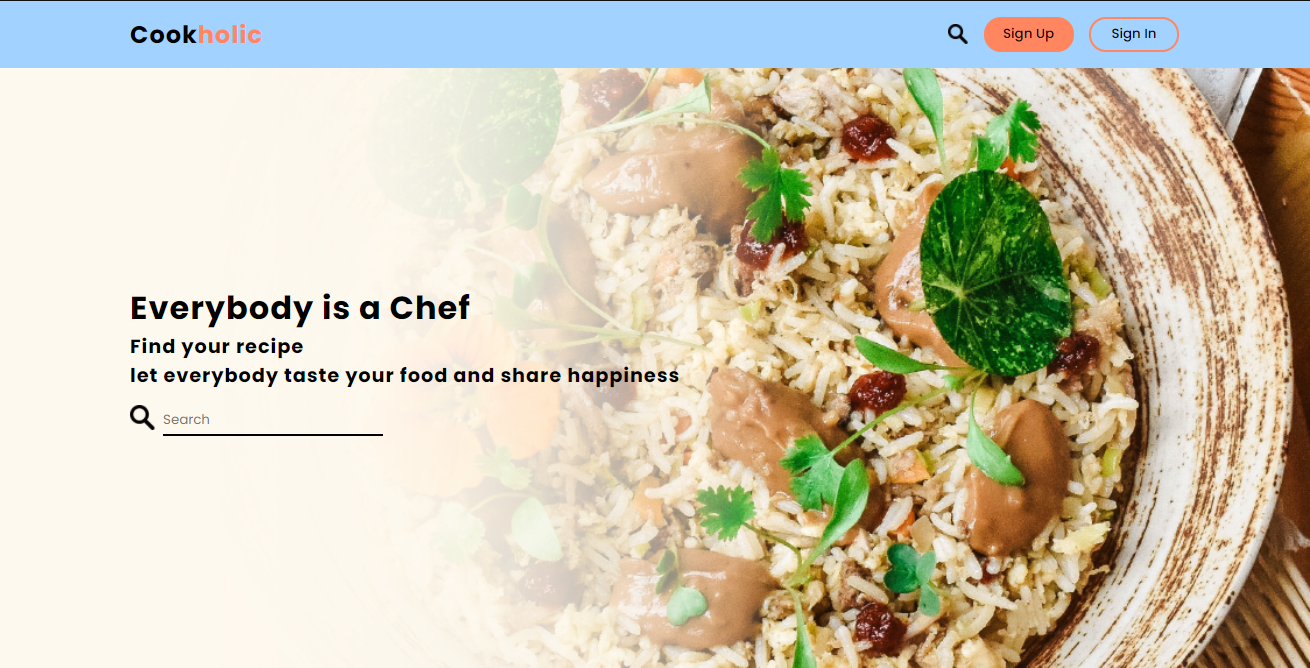 Cookholic
Sign Up
Sign In
Everybody is a Chef
Find your recipe
let everybody taste your food and share happiness
Search